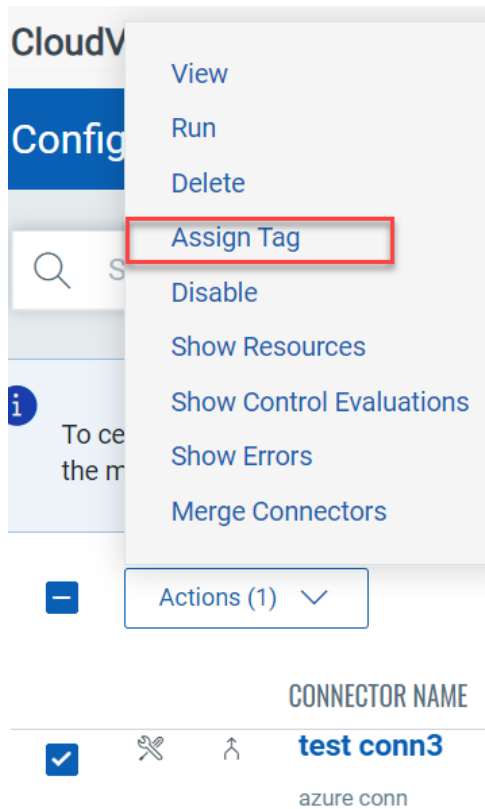 CloudV
View
Config
Run
Delete
Assign Tag
S
Disable
Show Resources
i
Show Control Evaluations
To ce
the m
Show Errors
Merge Connectors
Actions (1)
CONNECTOR NAME
test conn3
azure conn